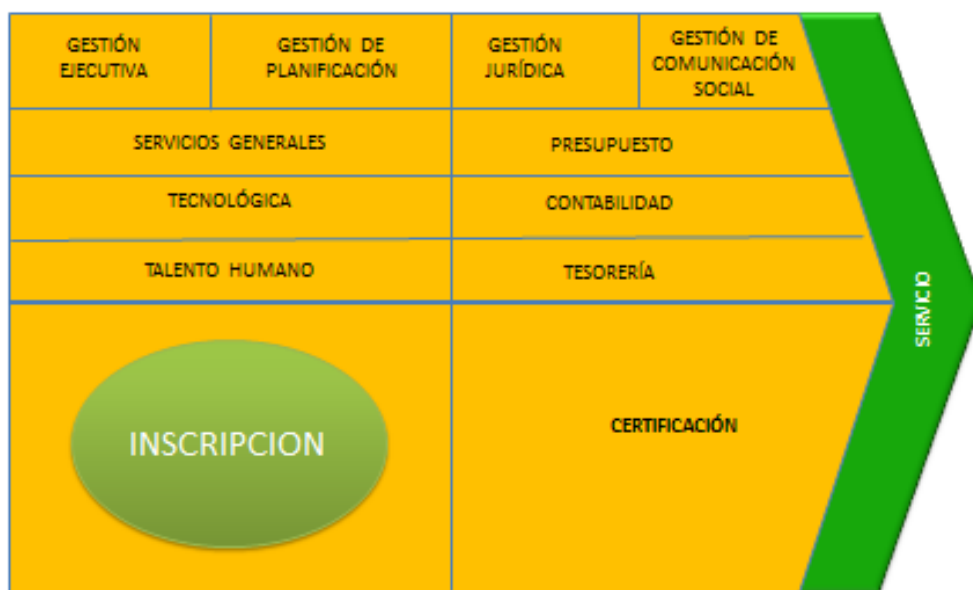 GESTIÓN
EJECUTIVA
GESTIÓN DE
PLANIFICACIÓN
GESTIÓN
JURÍDICA
GESTIÓN DE
COMUNICACIÓN
SOCIAL
SERVICIOS GENERALES
PRESUPUESTO
TECNOLÓGICA
CONTABILIDAD
TALENTO HUMANO
TESORERÍA
SERVICIO
INSCRIPCION
CERTIFICACIÓN